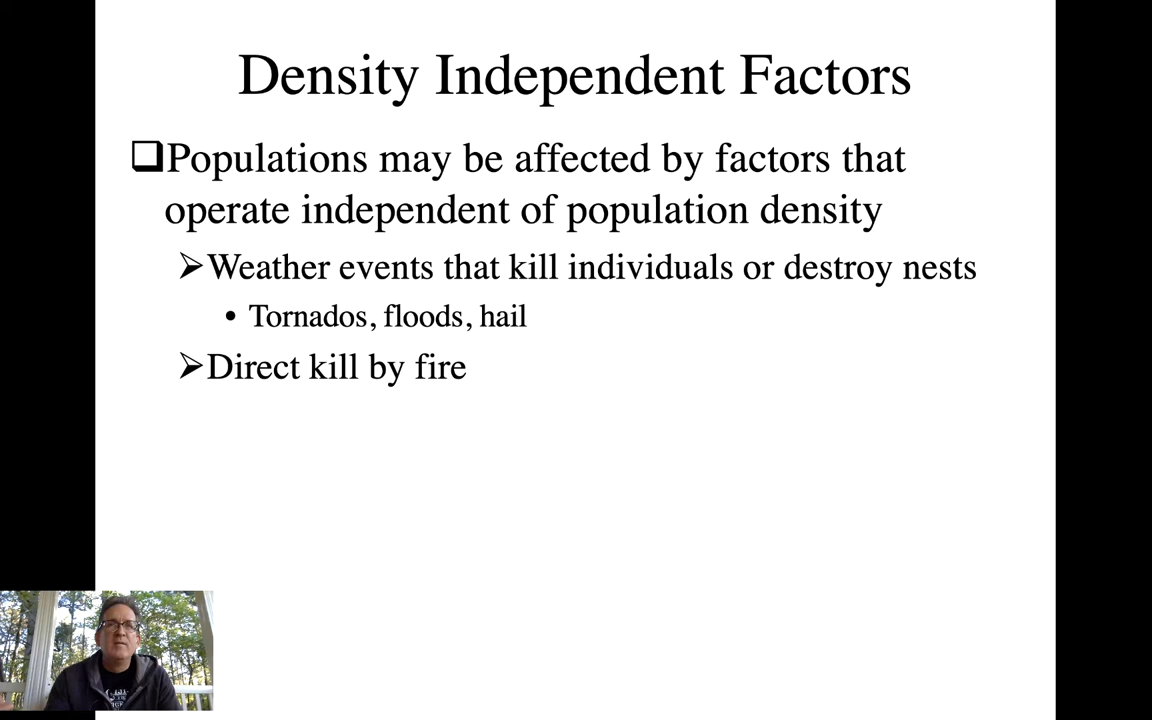 Density Independent Factors
❑Populations may be affected by factors that
operate independent of population density
➢Weather events that kill individuals or destroy nests
• Tornados, floods, hail
➢Direct kill by fire